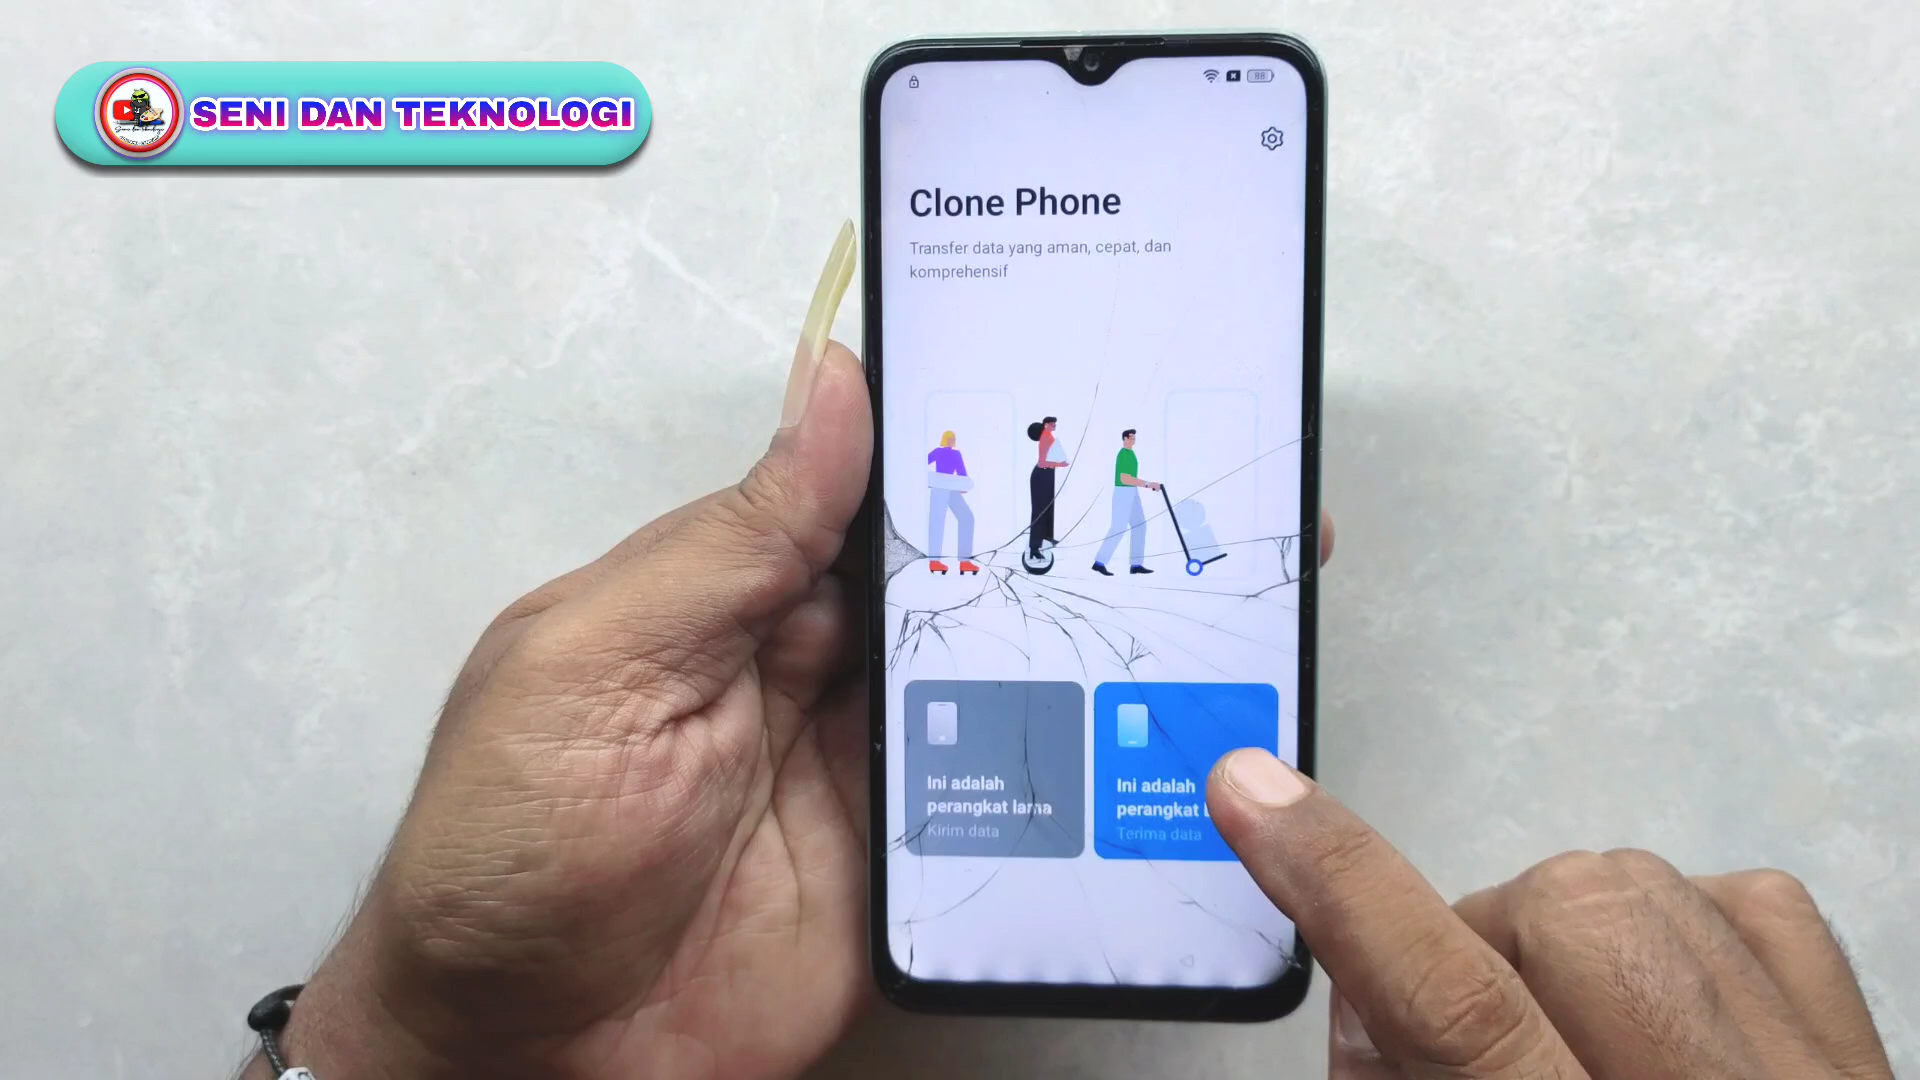 SENI DAN TEKNOLOGI
88
Clone Phone
Transfer data yang aman, cepat, dan
komprehensif
Ini adalah
perangkat lama
Kirim data
Ini adalah
perangkat
Terima data